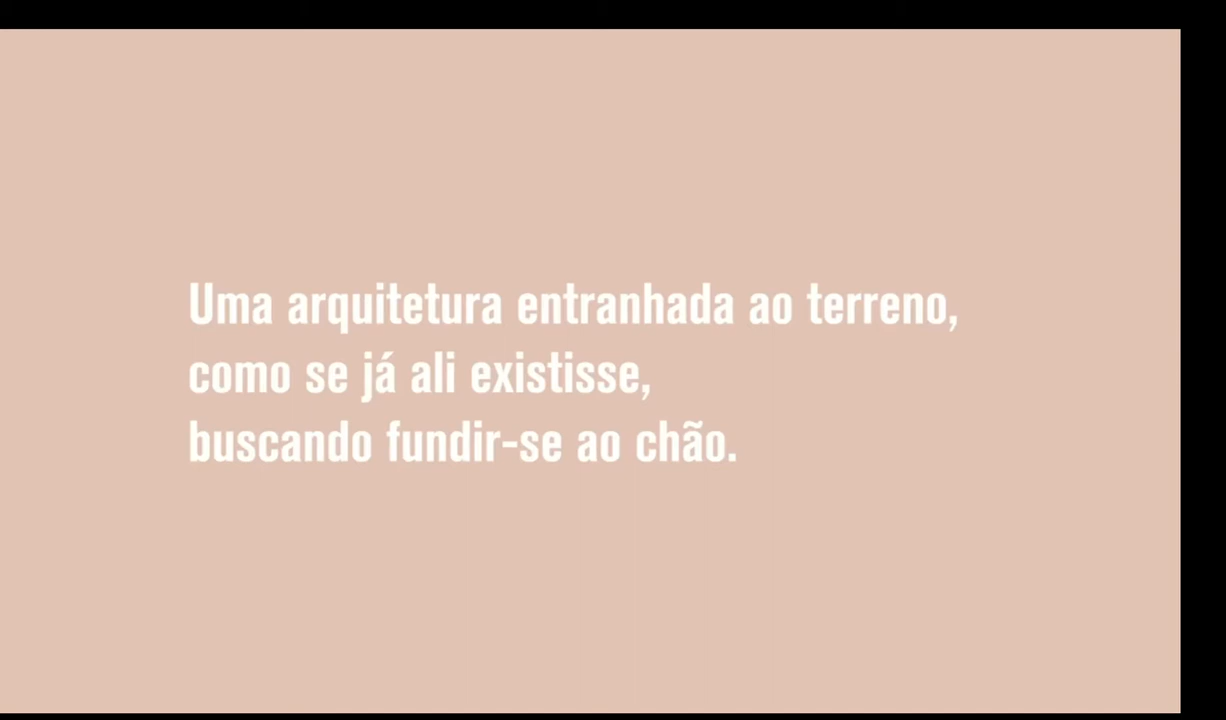 Uma arquitetura entranhada ao terreno,
como se já ali existisse,
buscando fundir-se ao chão.